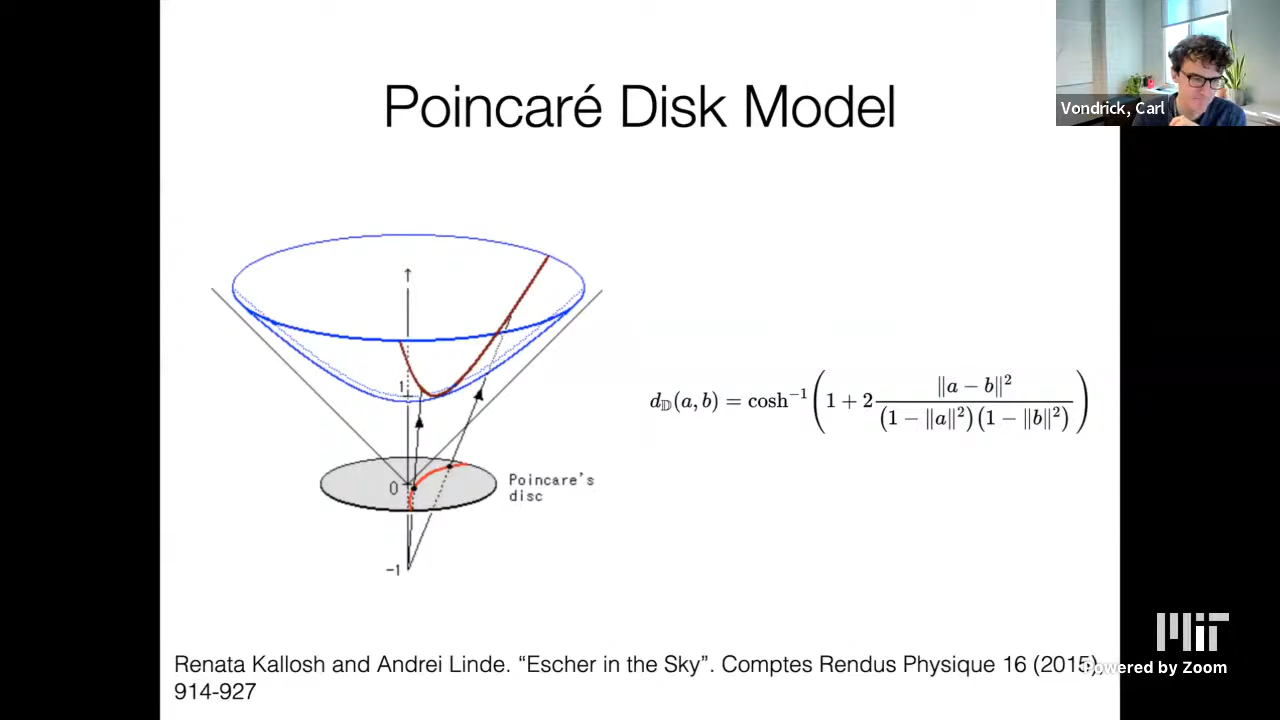 Poincaré Disk Model
Vondrick, Carl
1
0
Poincare's
disc
-1
d_𝔻(a, b) = cosh⁻¹(1 + 2 ‖a − b‖² / ((1 − ‖a‖²)(1 − ‖b‖²)))
Renata Kallosh and Andrei Linde. “Escher in the Sky”. Comptes Rendus Physique 16 (2015),
914-927
MIT
Powered by Zoom